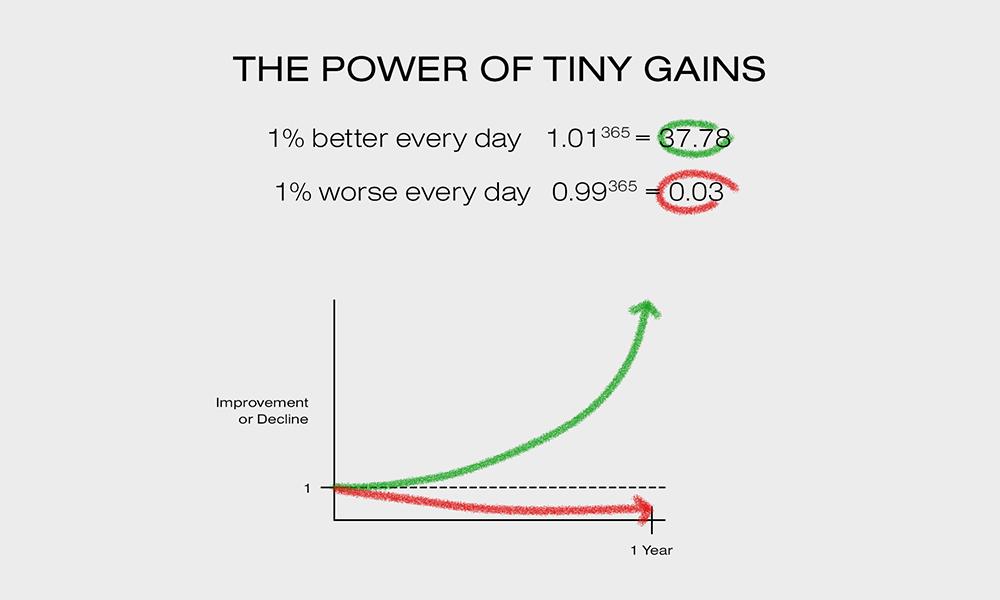 THE POWER OF TINY GAINS
1% better every day 1.01³⁶⁵ = 37.78
1% worse every day 0.99³⁶⁵ = 0.03
Improvement
or Decline
1
1 Year